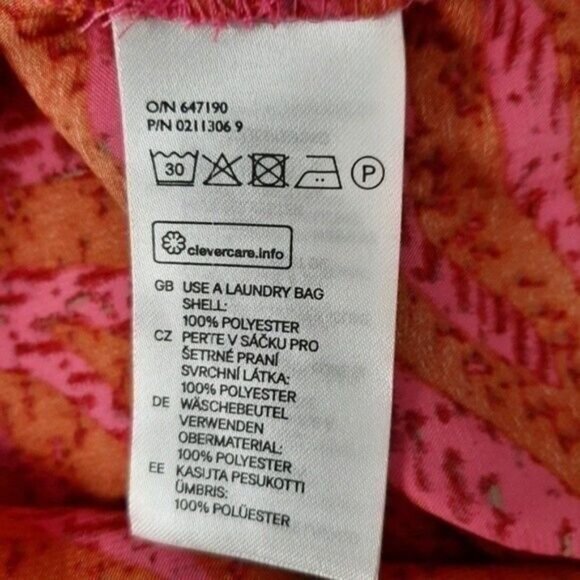 O/N 647190
P/N 0211306 9
30 P
clevercare.info
GB USE A LAUNDRY BAG
SHELL:
100% POLYESTER
CZ PERTE V SÁČKU PRO
ŠETRNÉ PRANÍ
SVRCHNÍ LÁTKA:
100% POLYESTER
DE WÄSCHEBEUTEL
VERWENDEN
OBERMATERIAL:
100% POLYESTER
EE KASUTA PESUKOTTI
ÜMBRIS:
100% POLÜESTER